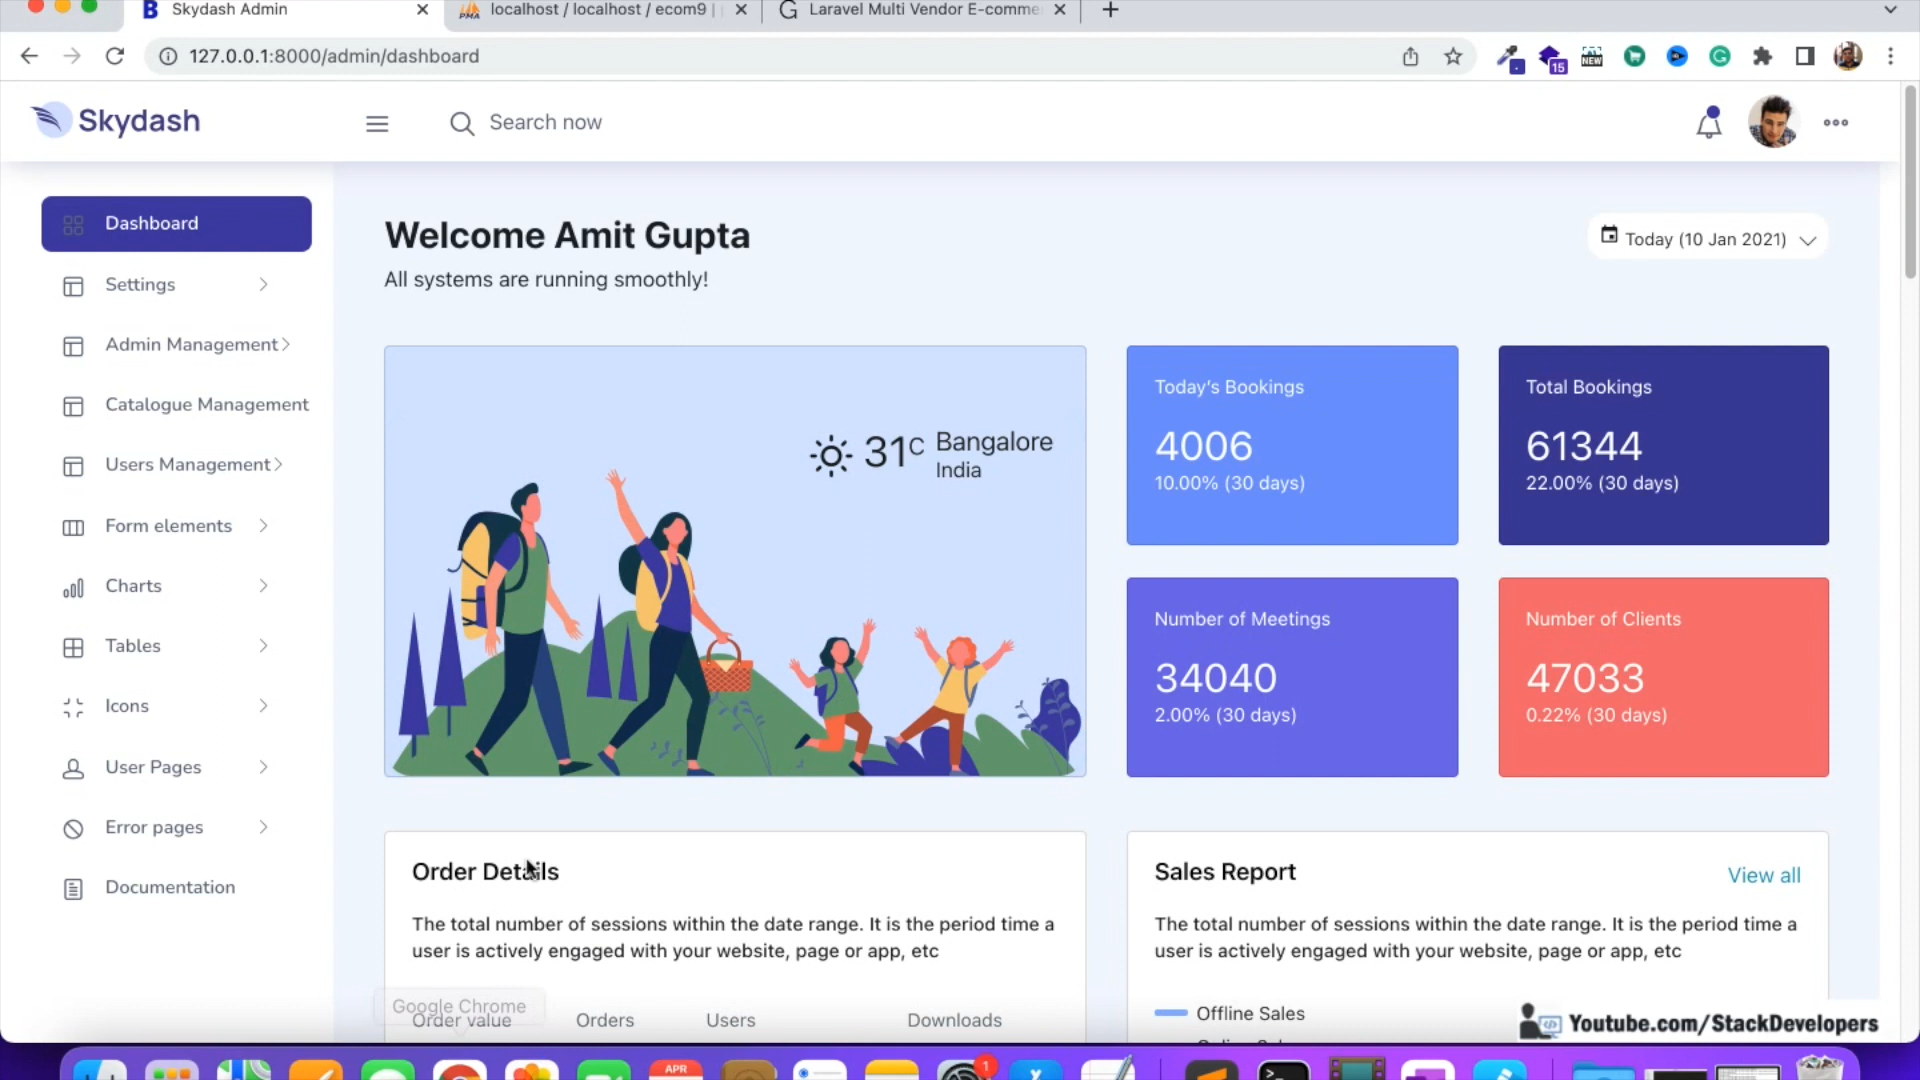 Skydash Admin
localhost / localhost / ecom9 |
Laravel Multi Vendor E-comme
127.0.0.1:8000/admin/dashboard
15
NEW
Skydash
Search now
Dashboard
Settings
Admin Management
Catalogue Management
Users Management
Form elements
Charts
Tables
Icons
User Pages
Error pages
Documentation
Welcome Amit Gupta
All systems are running smoothly!
Today (10 Jan 2021)
31C Bangalore
India
Today's Bookings
4006
10.00% (30 days)
Total Bookings
61344
22.00% (30 days)
Number of Meetings
34040
2.00% (30 days)
Number of Clients
47033
0.22% (30 days)
Order Details
The total number of sessions within the date range. It is the period time a
user is actively engaged with your website, page or app, etc
Google Chrome
Order value Orders Users Downloads
Sales Report
View all
The total number of sessions within the date range. It is the period time a
user is actively engaged with your website, page or app, etc
Offline Sales
Youtube.com/StackDevelopers
APR
1